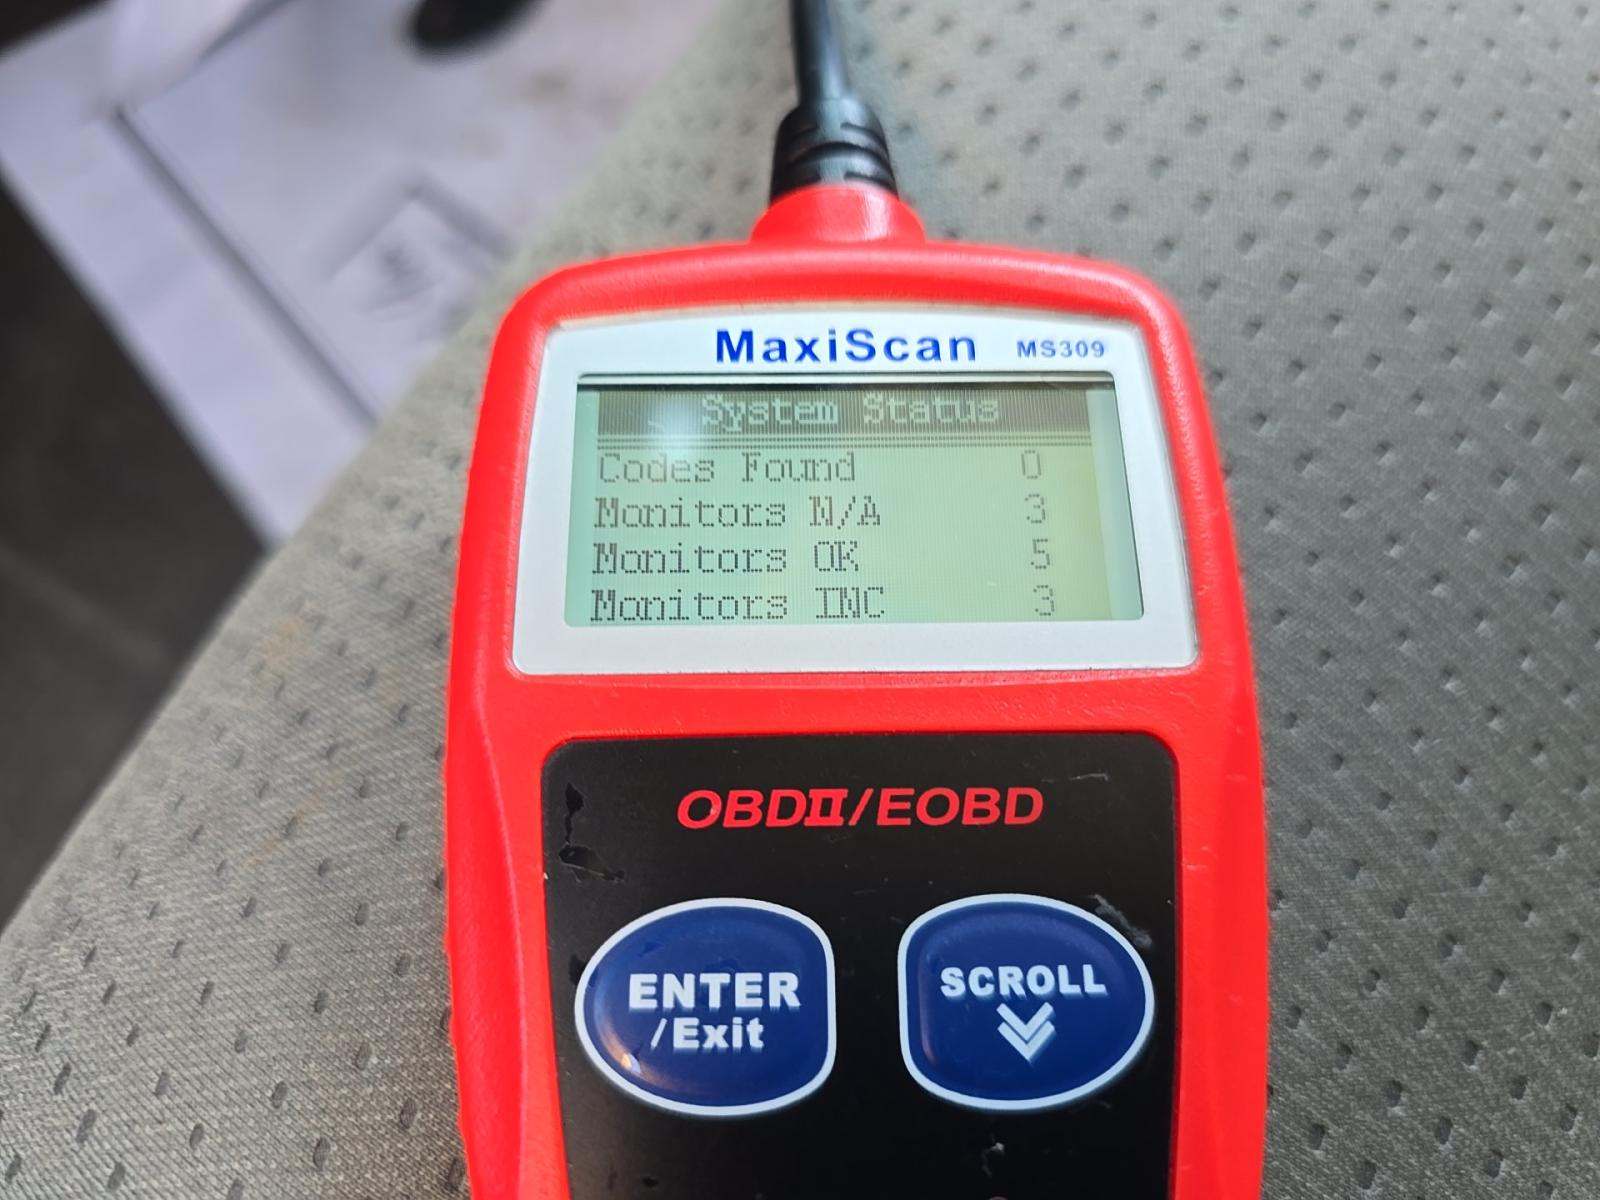 MaxiScan MS309
System Status
Codes Found 0
Monitors N/A 3
Monitors OK 5
Monitors INC 3
OBDII/EOBD
ENTER
/Exit
SCROLL